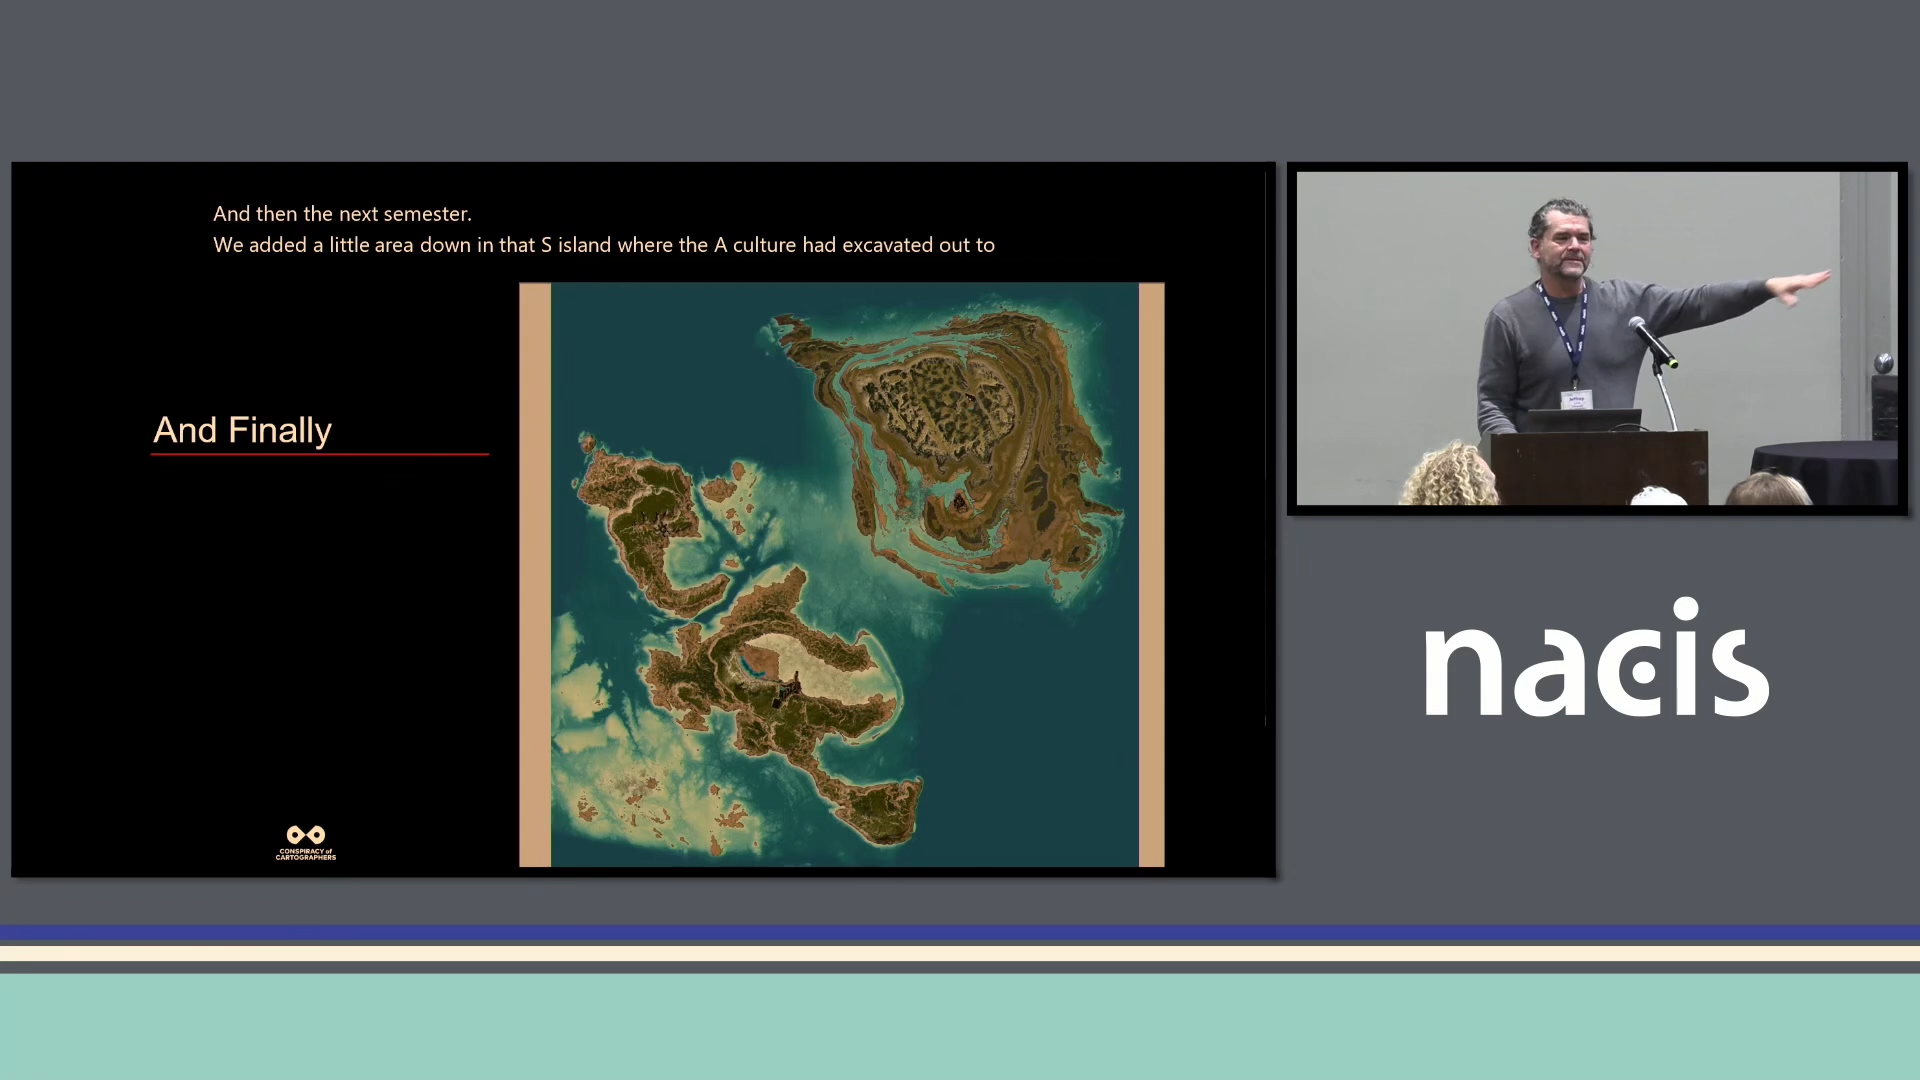 And then the next semester.
We added a little area down in that S island where the A culture had excavated out to
And Finally
CONSPIRACY of
CARTOGRAPHERS
nacis